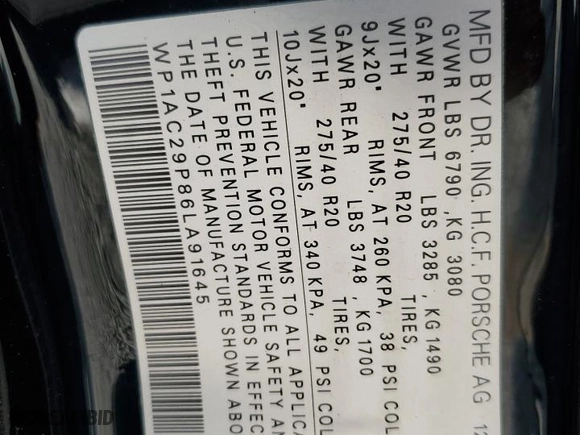 MFD BY DR. ING. H.C.F. PORSCHE AG 12
GVWR LBS 6790 ,KG 3080
GAWR FRONT LBS 3285 , KG 1490
WITH 275/40 R20 TIRES,
9Jx20" RIMS, AT 260 KPA, 38 PSI COL
GAWR REAR LBS 3748 , KG 1700
WITH 275/40 R20 TIRES,
10Jx20" RIMS, AT 340 KPA, 49 PSI COL
THIS VEHICLE CONFORMS TO ALL APPLICA
U.S. FEDERAL MOTOR VEHICLE SAFETY AN
THEFT PREVENTION STANDARDS IN EFFEC
THE DATE OF MANUFACTURE SHOWN ABO
WP1AC29P86LA91645